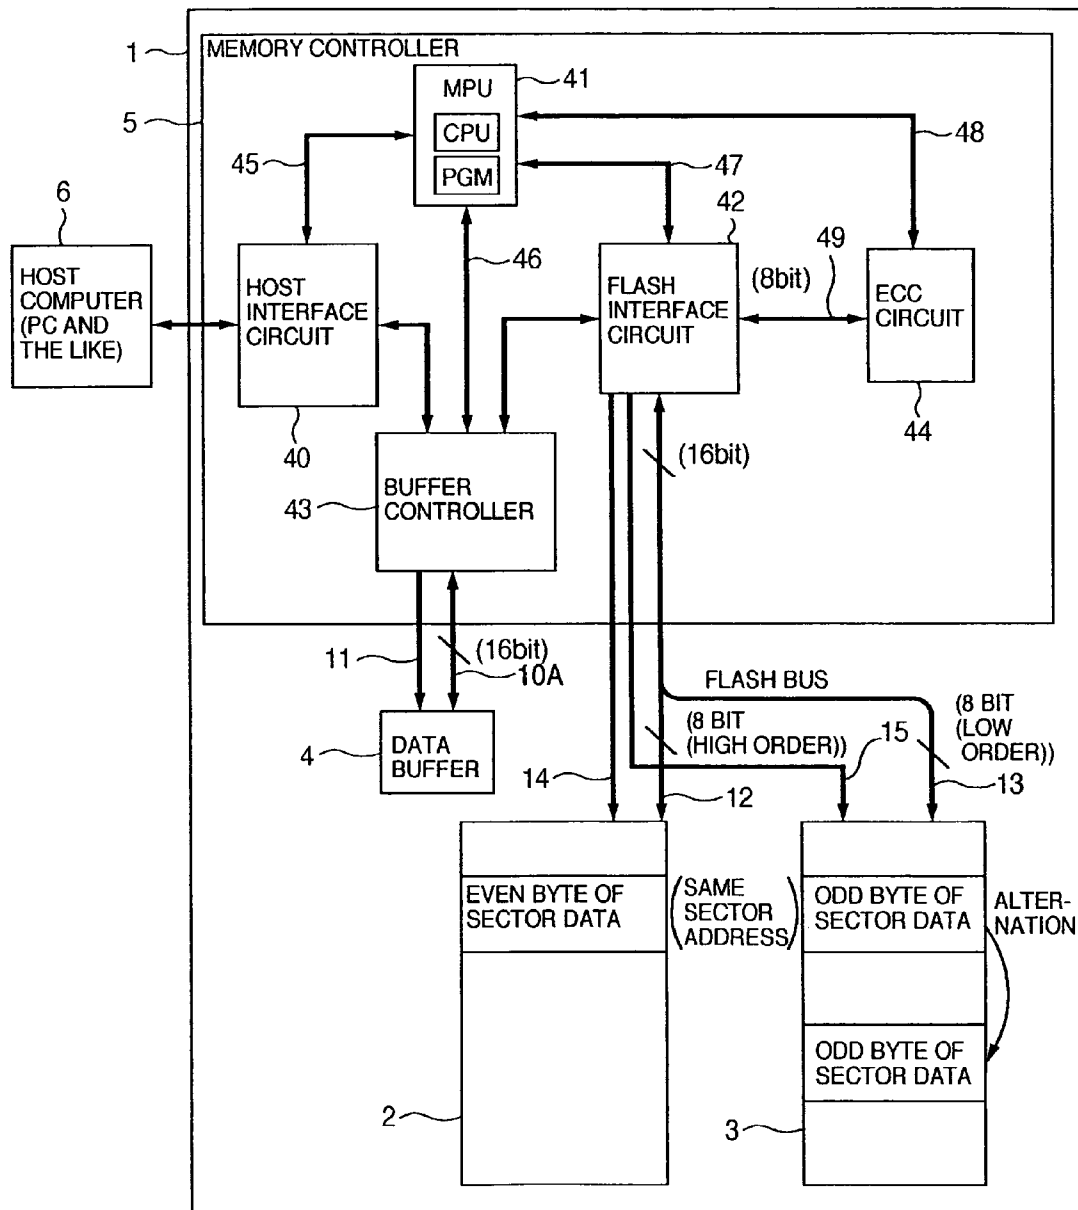 1
MEMORY CONTROLLER
5
MPU
CPU
PGM
41
45
46
47
48
6
HOST
COMPUTER
(PC AND
THE LIKE)
HOST
INTERFACE
CIRCUIT
40
42
FLASH
INTERFACE
CIRCUIT
(8bit)
49
ECC
CIRCUIT
44
43
BUFFER
CONTROLLER
(16bit)
11
(16bit)
10A
4
DATA
BUFFER
FLASH BUS
(8 BIT
(HIGH ORDER))
(8 BIT
(LOW
ORDER))
14
12
15
13
EVEN BYTE OF
SECTOR DATA
(SAME
SECTOR
ADDRESS)
ODD BYTE OF
SECTOR DATA
ALTER-
NATION
ODD BYTE OF
SECTOR DATA
2
3